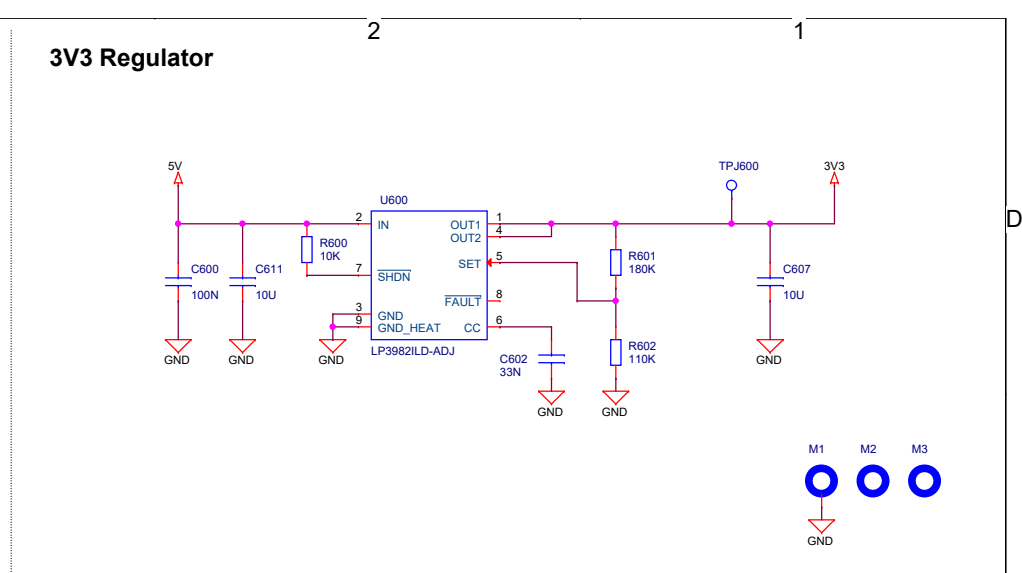 2
1
3V3 Regulator
D
5V
TPJ600
3V3
U600
2
IN
OUT1
1
OUT2
4
R600
10K
R601
180K
SET
5
C600
100N
C611
10U
7
SHDN
C607
10U
FAULT
8
3
GND
9
GND_HEAT
CC
6
LP3982ILD-ADJ
R602
110K
C602
33N
GND
GND
GND
GND
GND
GND
M1
M2
M3
GND